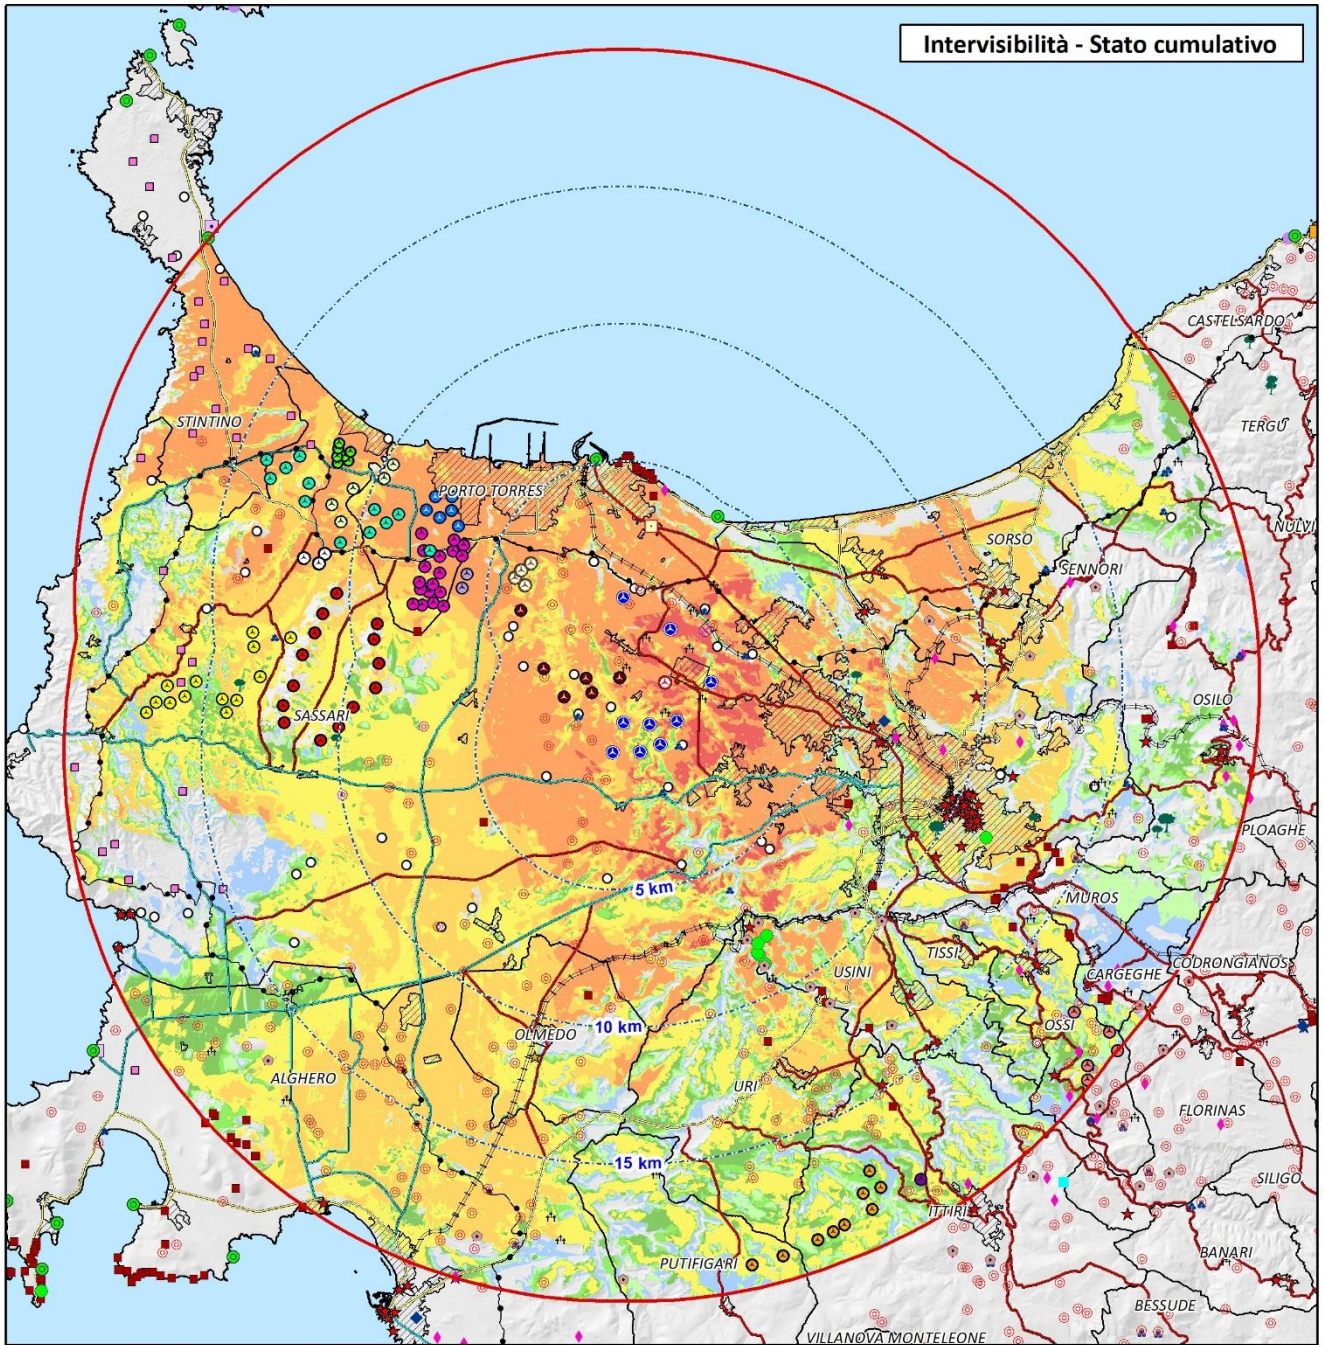 Intervisibilità - Stato cumulativo
CASTELSARDO
STINTINO
TERGU
PORTO TORRES
NULVI
SORSO
SENNORI
OSILO
SASSARI
PLOAGHE
5 km
MUROS
TISSI
USINI
CARGEGHE
CODRONGIANOS
10 km
OLMEDO
OSSI
ALGHERO
URI
FLORINAS
15 km
SILIGO
ITTIRI
PUTIFIGARI
BANARI
BESSUDE
VILLANOVA MONTELEONE